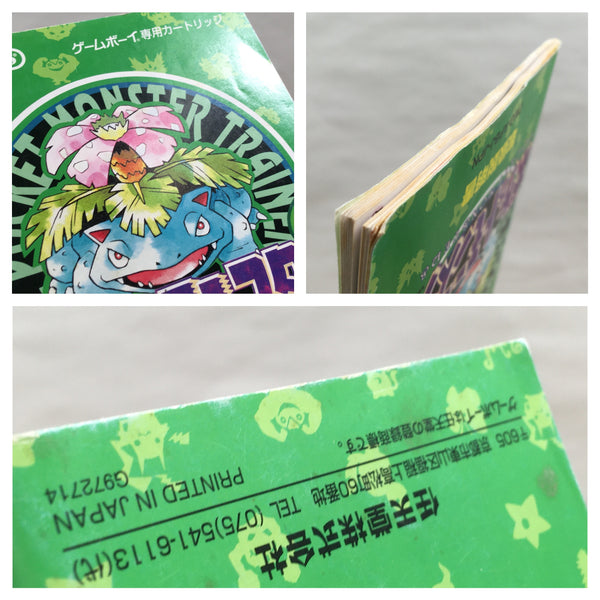 ゲームボーイ専用カートリッジ
POCKET MONSTER TRAIN
任天堂株式会社
〒605 京都市東山区福稲上高松町60番地 TEL (075)541-6113(代)
ゲームボーイは任天堂の登録商標です。
PRINTED IN JAPAN
G972714